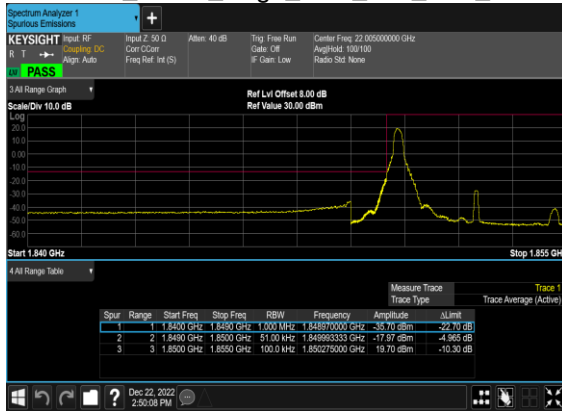 Spectrum Analyzer 1
Spurious Emissions
+
KEYSIGHT Input: RF Input Z: 50 Ω Atten: 40 dB Trig: Free Run Center Freq: 22.005000000 GHz
R T Coupling: DC Corr CCorr Gate: Off Avg|Hold: 100/100
Align: Auto Freq Ref: Int (S) IF Gain: Low Radio Std: None
PASS
3 All Range Graph Ref Lvl Offset 8.00 dB
Scale/Div 10.0 dB Ref Value 30.00 dBm
Log
20.0
10.0
0.00
-10.0
-20.0
-30.0
-40.0
-50.0
-60.0
Start 1.840 GHz Stop 1.855 GH
4 All Range Table
Measure Trace Trace 1
Trace Type Trace Average (Active)
Spur Range Start Freq Stop Freq RBW Frequency Amplitude ΔLimit
1 1 1.8400 GHz 1.8490 GHz 1.000 MHz 1.848970000 GHz -35.70 dBm -22.70 dB
2 2 1.8490 GHz 1.8500 GHz 51.00 kHz 1.849993333 GHz -17.97 dBm -4.965 dB
3 3 1.8500 GHz 1.8550 GHz 100.0 kHz 1.850275000 GHz 19.70 dBm -10.30 dB
? Dec 22, 2022
2:50:08 PM